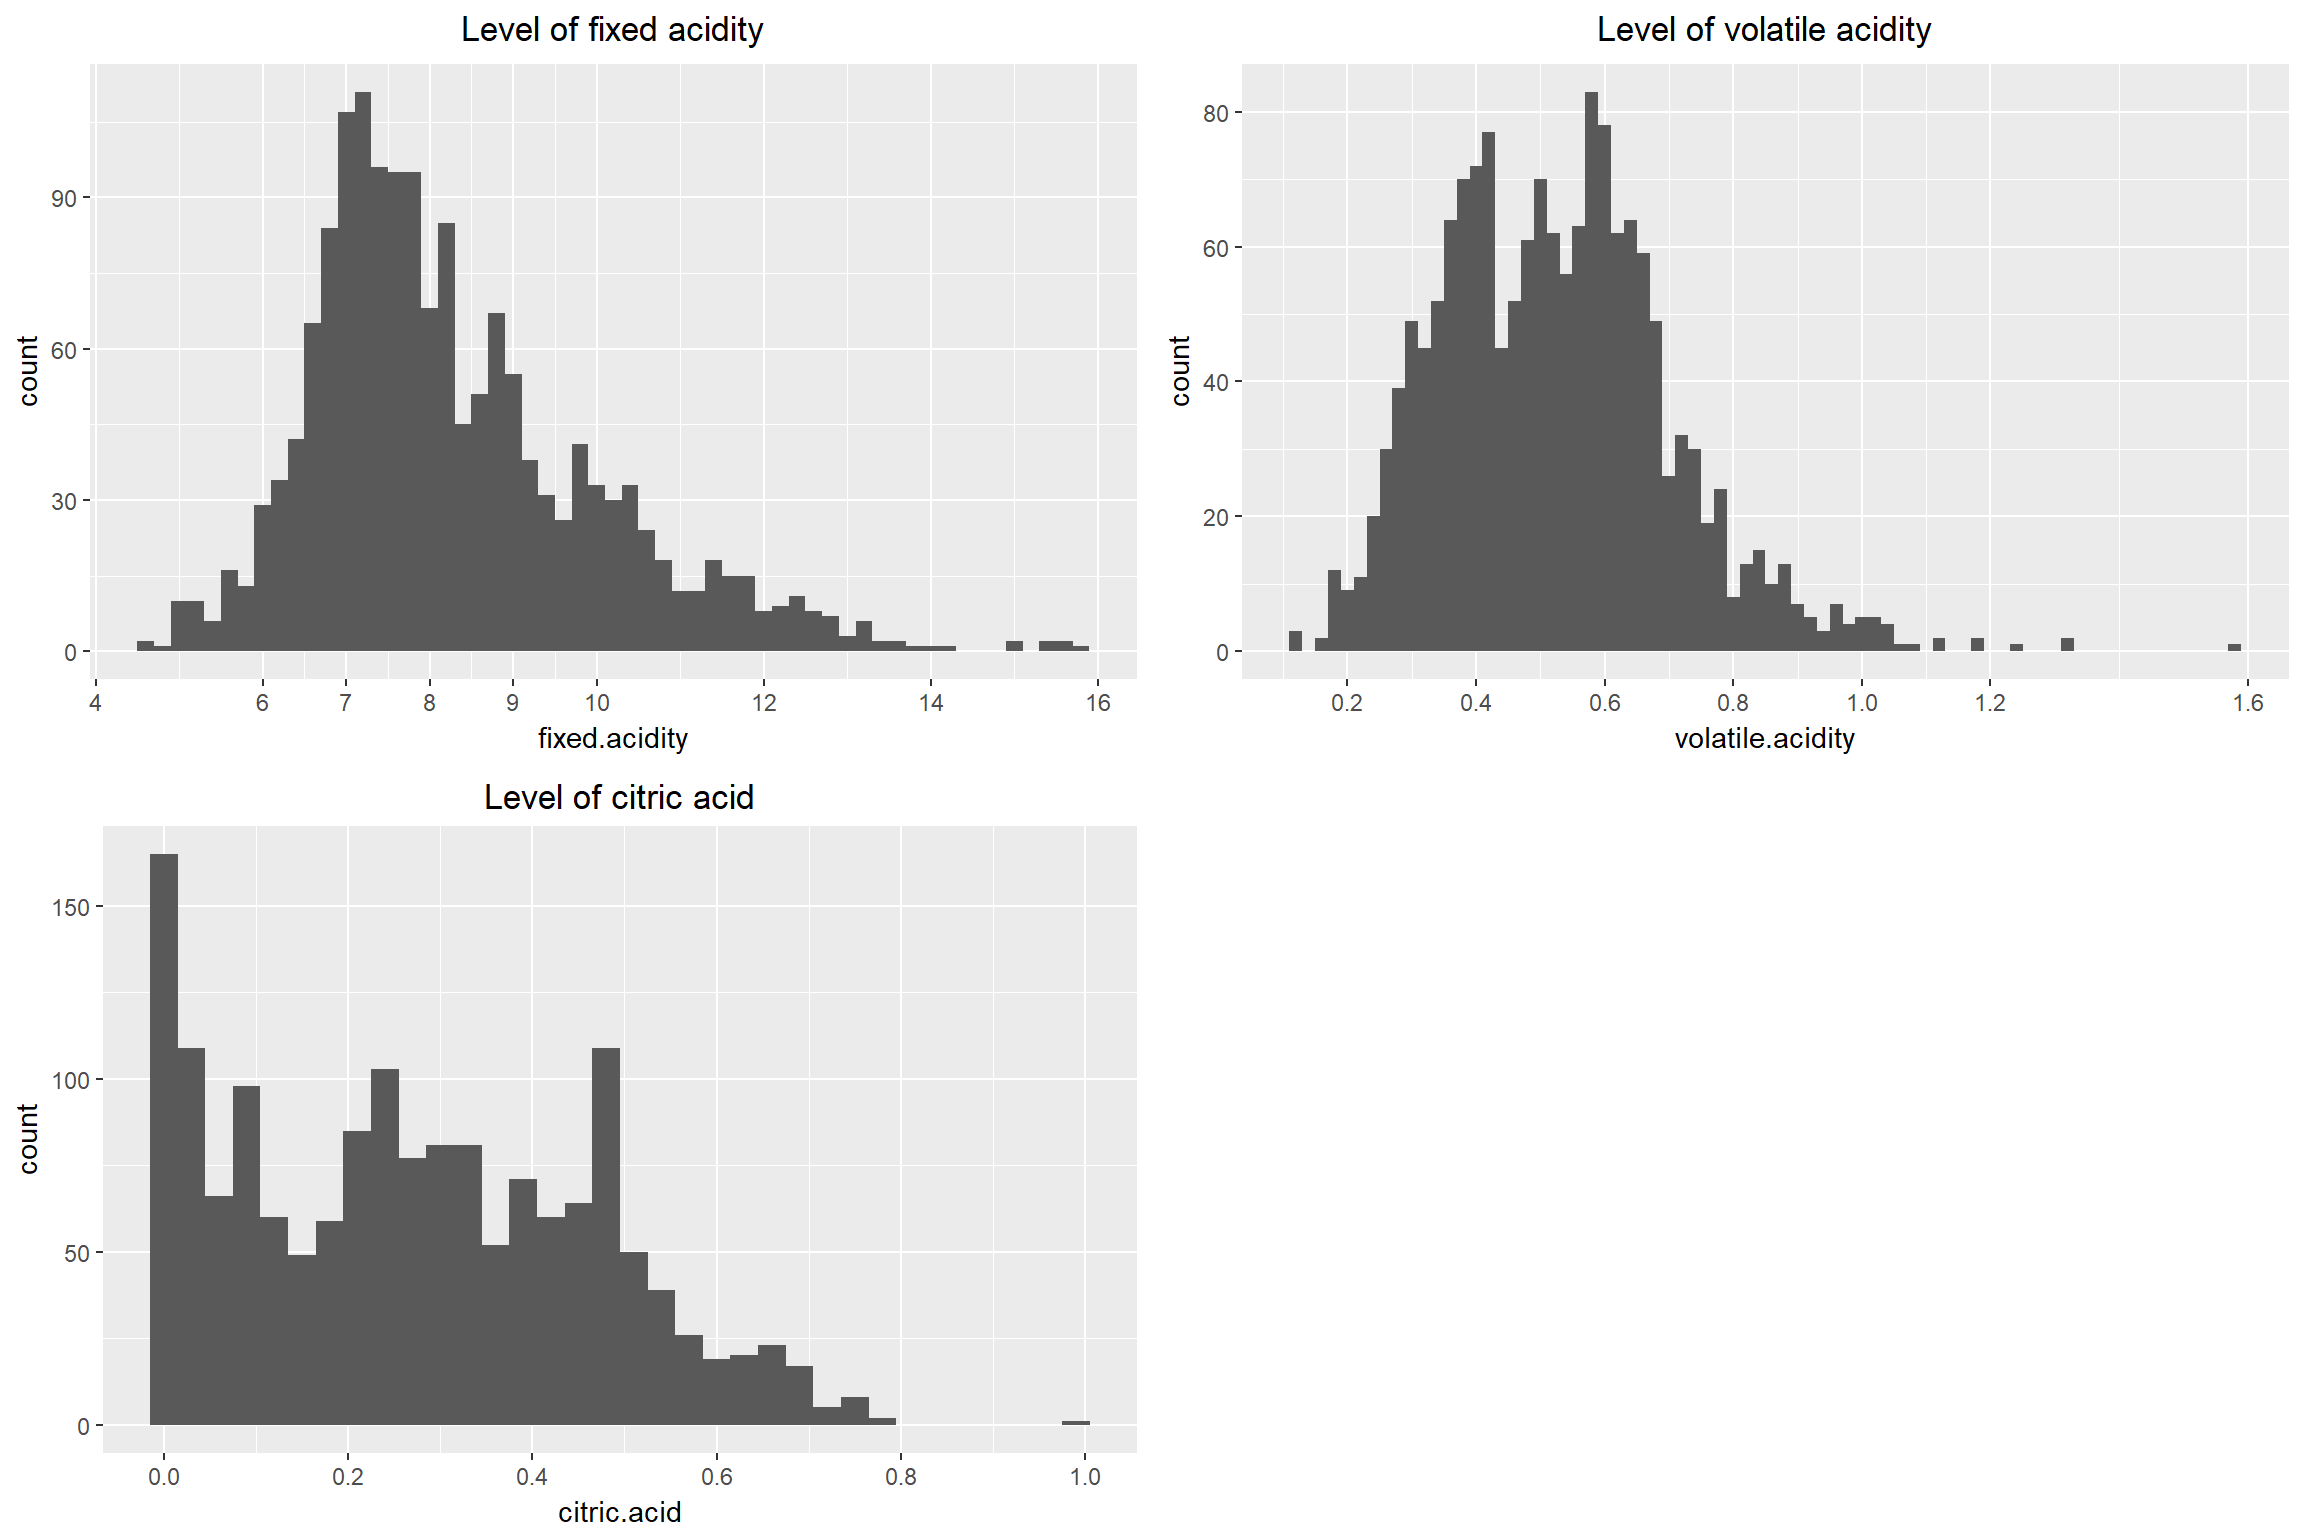 Level of fixed acidity
count
90
60
30
0
4 6 7 8 9 10 12 14 16
fixed.acidity
Level of volatile acidity
count
80
60
40
20
0
0.2 0.4 0.6 0.8 1.0 1.2 1.6
volatile.acidity
Level of citric acid
count
150
100
50
0
0.0 0.2 0.4 0.6 0.8 1.0
citric.acid